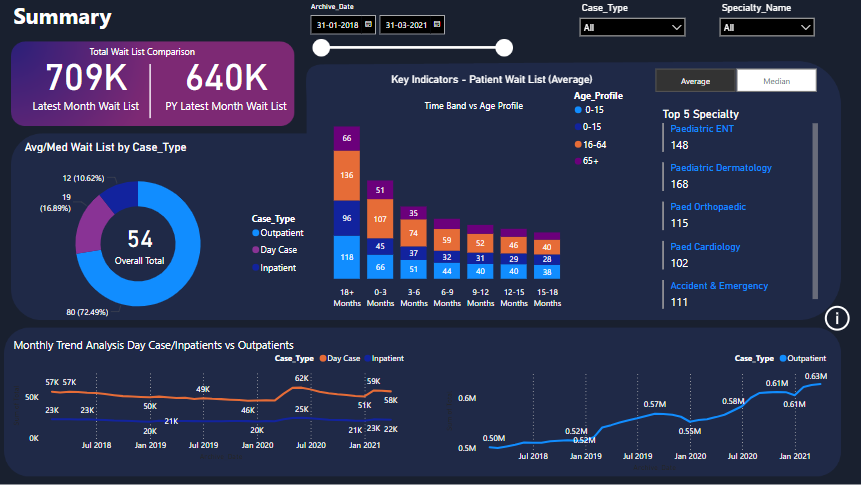 Summary
Archive_Date
31-01-2018
31-03-2021
Case_Type
All
Specialty_Name
All
Total Wait List Comparison
709K
640K
Latest Month Wait List
PY Latest Month Wait List
Key Indicators - Patient Wait List (Average)
Average
Median
Time Band vs Age Profile
Age_Profile
0-15
0-15
16-64
65+
66
136
96
118
51
107
45
66
35
74
37
51
59
32
44
52
31
40
46
29
40
40
28
38
18+ Months
0-3 Months
3-6 Months
6-9 Months
9-12 Months
12-15 Months
15-18 Months
Top 5 Specialty
Paediatric ENT
148
Paediatric Dermatology
168
Paed Orthopaedic
115
Paed Cardiology
102
Accident & Emergency
111
Avg/Med Wait List by Case_Type
12 (10.62%)
19
(16.89%)
54
Overall Total
80 (72.49%)
Case_Type
Outpatient
Day Case
Inpatient
i
Monthly Trend Analysis Day Case/Inpatients vs Outpatients
Case_Type Day Case Inpatient
50K
0K
57K
57K
50K
49K
46K
62K
51K
59K
58K
23K
23K
20K
21K
20K
25K
21K
23K
22K
Jul 2018
Jan 2019
Jul 2019
Jan 2020
Jul 2020
Jan 2021
Case_Type Outpatient
0.6M
0.5M
0.50M
0.52M
0.52M
0.57M
0.55M
0.58M
0.61M
0.61M
0.63M
Jul 2018
Jan 2019
Jul 2019
Jan 2020
Jul 2020
Jan 2021